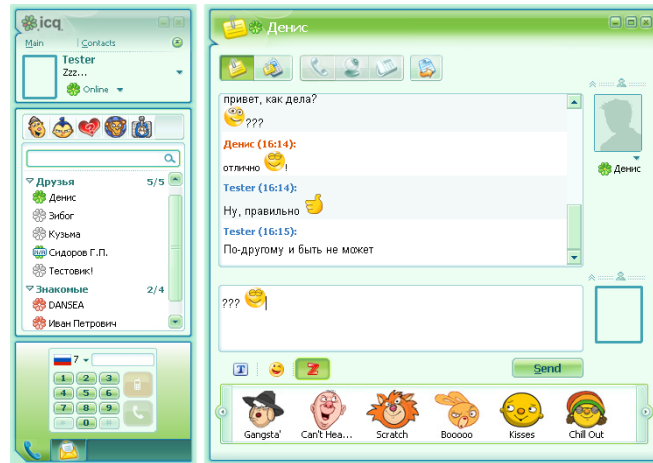 icq
Main Contacts
Tester
Zzz...
Online
Друзья 5/5
Денис
Зибог
Кузьма
Сидоров Г.П.
Тестовик!
Знакомые 2/4
DANSEA
Иван Петрович
7
1 2 3
4 5 6
7 8 9
* 0 #
Денис
привет, как дела?
???
Денис (16:14):
отлично !
Tester (16:14):
Ну, правильно
Tester (16:15):
По-другому и быть не может
Денис
???
T
Send
Gangsta' Can't Hea... Scratch Booooo Kisses Chill Out